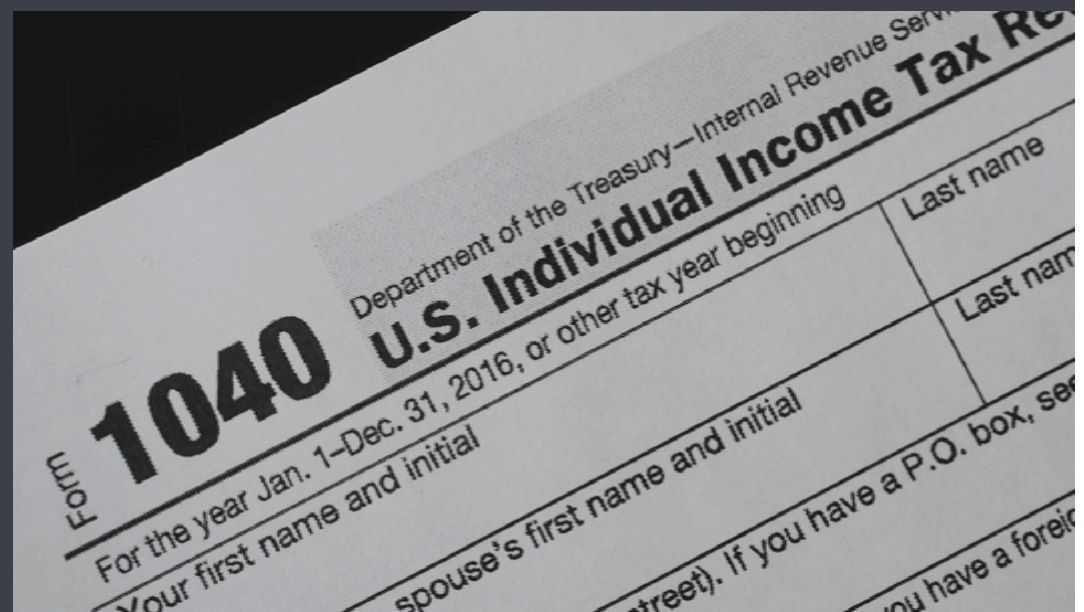 Department of the Treasury—Internal Revenue
U.S. Individual Income Tax
Form 1040
For the year Jan. 1–Dec. 31, 2016, or other tax year beginning
Your first name and initial
Last name
spouse's first name and initial
Last
If you have a P.O. box, see
you have a